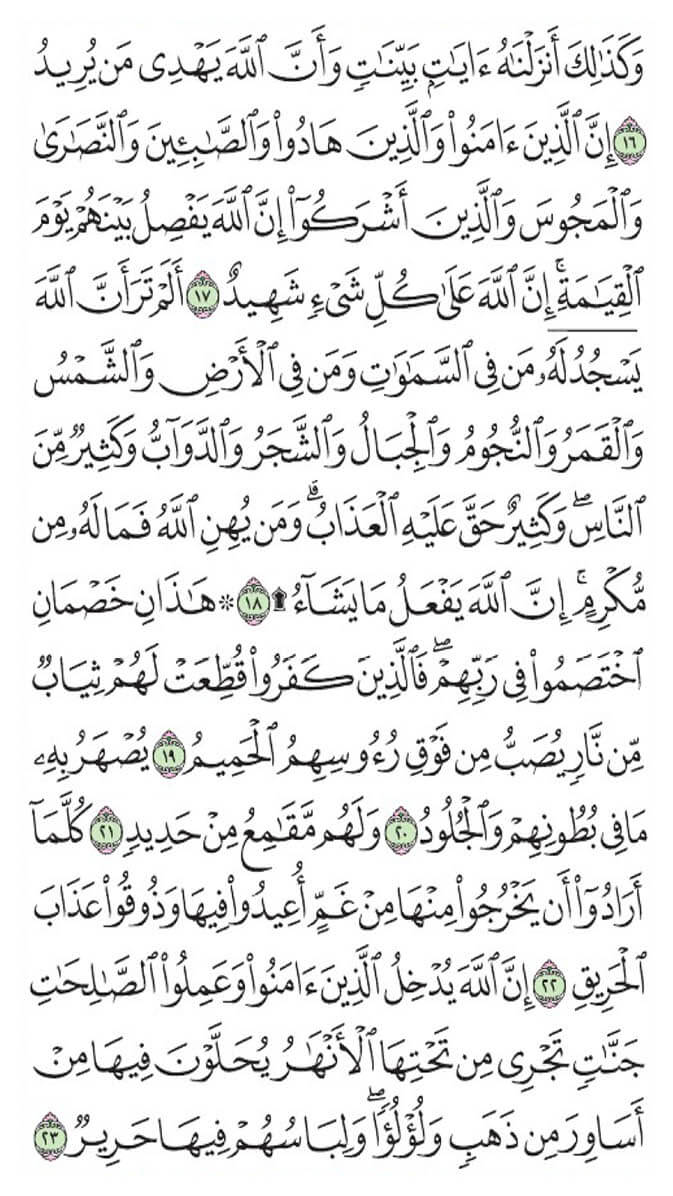 وَكَذَٰلِكَ أَنزَلْنَٰهُ ءَايَٰتٍۭ بَيِّنَٰتٍ وَأَنَّ ٱللَّهَ يَهْدِى مَن يُرِيدُ
١٦ إِنَّ ٱلَّذِينَ ءَامَنُوا۟ وَٱلَّذِينَ هَادُوا۟ وَٱلصَّٰبِـِٔينَ وَٱلنَّصَٰرَىٰ
وَٱلْمَجُوسَ وَٱلَّذِينَ أَشْرَكُوٓا۟ إِنَّ ٱللَّهَ يَفْصِلُ بَيْنَهُمْ يَوْمَ
ٱلْقِيَٰمَةِ ۚ إِنَّ ٱللَّهَ عَلَىٰ كُلِّ شَىْءٍ شَهِيدٌ ١٧ أَلَمْ تَرَ أَنَّ ٱللَّهَ
يَسْجُدُ لَهُۥ مَن فِى ٱلسَّمَٰوَٰتِ وَمَن فِى ٱلْأَرْضِ وَٱلشَّمْسُ
وَٱلْقَمَرُ وَٱلنُّجُومُ وَٱلْجِبَالُ وَٱلشَّجَرُ وَٱلدَّوَآبُّ وَكَثِيرٌ مِّنَ
ٱلنَّاسِ ۖ وَكَثِيرٌ حَقَّ عَلَيْهِ ٱلْعَذَابُ ۗ وَمَن يُهِنِ ٱللَّهُ فَمَا لَهُۥ مِن
مُّكْرِمٍ ۚ إِنَّ ٱللَّهَ يَفْعَلُ مَا يَشَآءُ ۩ ١٨ ۞ هَٰذَانِ خَصْمَانِ
ٱخْتَصَمُوا۟ فِى رَبِّهِمْ ۖ فَٱلَّذِينَ كَفَرُوا۟ قُطِّعَتْ لَهُمْ ثِيَابٌ
مِّن نَّارٍ يُصَبُّ مِن فَوْقِ رُءُوسِهِمُ ٱلْحَمِيمُ ١٩ يُصْهَرُ بِهِۦ
مَا فِى بُطُونِهِمْ وَٱلْجُلُودُ ٢٠ وَلَهُم مَّقَٰمِعُ مِنْ حَدِيدٍ ٢١ كُلَّمَآ
أَرَادُوٓا۟ أَن يَخْرُجُوا۟ مِنْهَا مِنْ غَمٍّ أُعِيدُوا۟ فِيهَا وَذُوقُوا۟ عَذَابَ
ٱلْحَرِيقِ ٢٢ إِنَّ ٱللَّهَ يُدْخِلُ ٱلَّذِينَ ءَامَنُوا۟ وَعَمِلُوا۟ ٱلصَّٰلِحَٰتِ
جَنَّٰتٍ تَجْرِى مِن تَحْتِهَا ٱلْأَنْهَٰرُ يُحَلَّوْنَ فِيهَا مِنْ
أَسَاوِرَ مِن ذَهَبٍ وَلُؤْلُؤًا ۖ وَلِبَاسُهُمْ فِيهَا حَرِيرٌ ٢٣